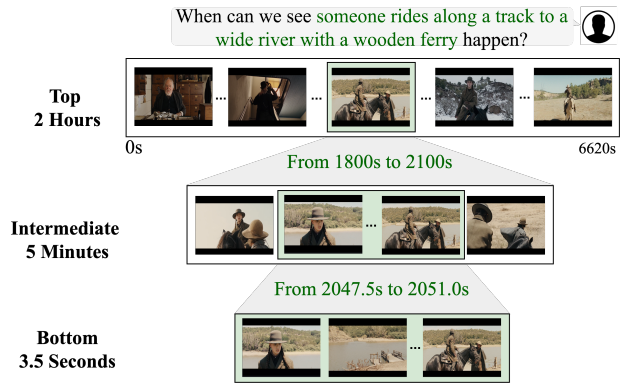 When can we see someone rides along a track to a
wide river with a wooden ferry happen?
Top
2 Hours
... ... ... ...
0s
6620s
From 1800s to 2100s
Intermediate
5 Minutes
...
From 2047.5s to 2051.0s
Bottom
3.5 Seconds
...